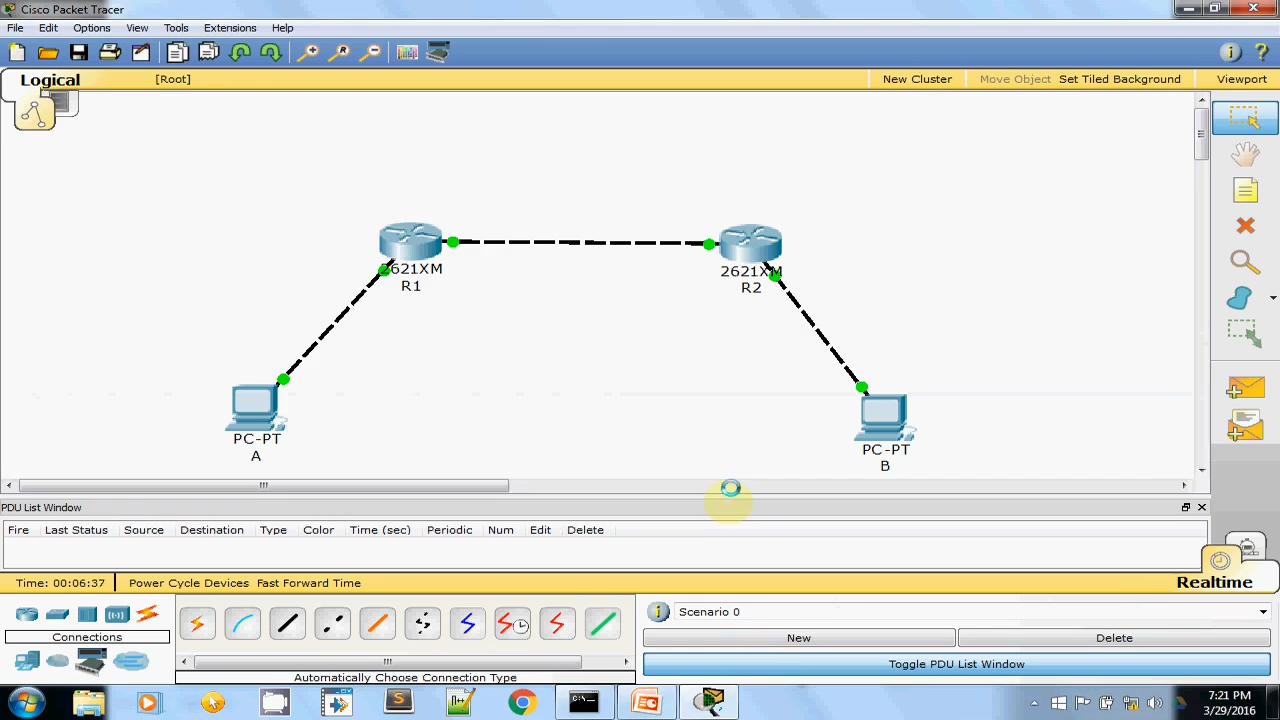 Cisco Packet Tracer
File Edit Options View Tools Extensions Help
Logical [Root] New Cluster Move Object Set Tiled Background Viewport
2621XM 2621XM
R1 R2
PC-PT PC-PT
A B
PDU List Window
Fire Last Status Source Destination Type Color Time (sec) Periodic Num Edit Delete
Time: 00:06:37 Power Cycle Devices Fast Forward Time Realtime
Scenario 0
Connections New Delete
Toggle PDU List Window
Automatically Choose Connection Type
7:21 PM
3/29/2016